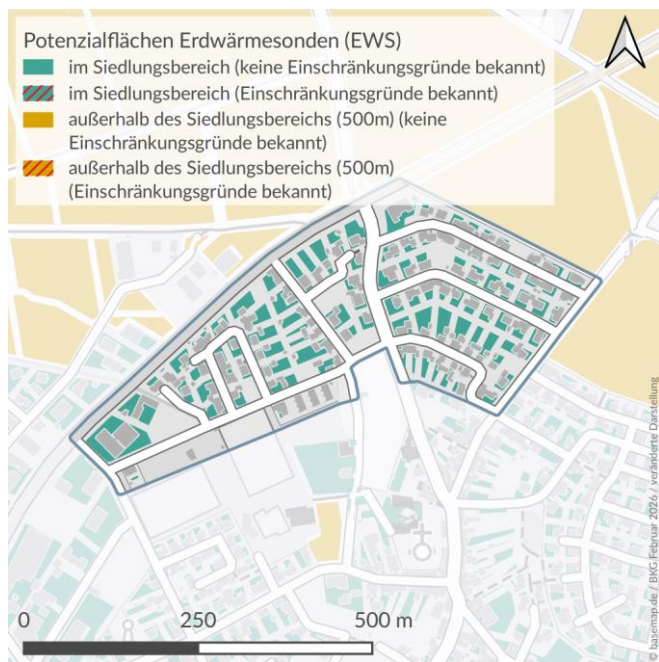 Potenzialflächen Erdwärmesonden (EWS)
im Siedlungsbereich (keine Einschränkungsgründe bekannt)
im Siedlungsbereich (Einschränkungsgründe bekannt)
außerhalb des Siedlungsbereichs (500m) (keine
Einschränkungsgründe bekannt)
außerhalb des Siedlungsbereichs (500m)
(Einschränkungsgründe bekannt)
0 250 500 m
© basemap.de / BKG Februar 2026 / veränderte Darstellung